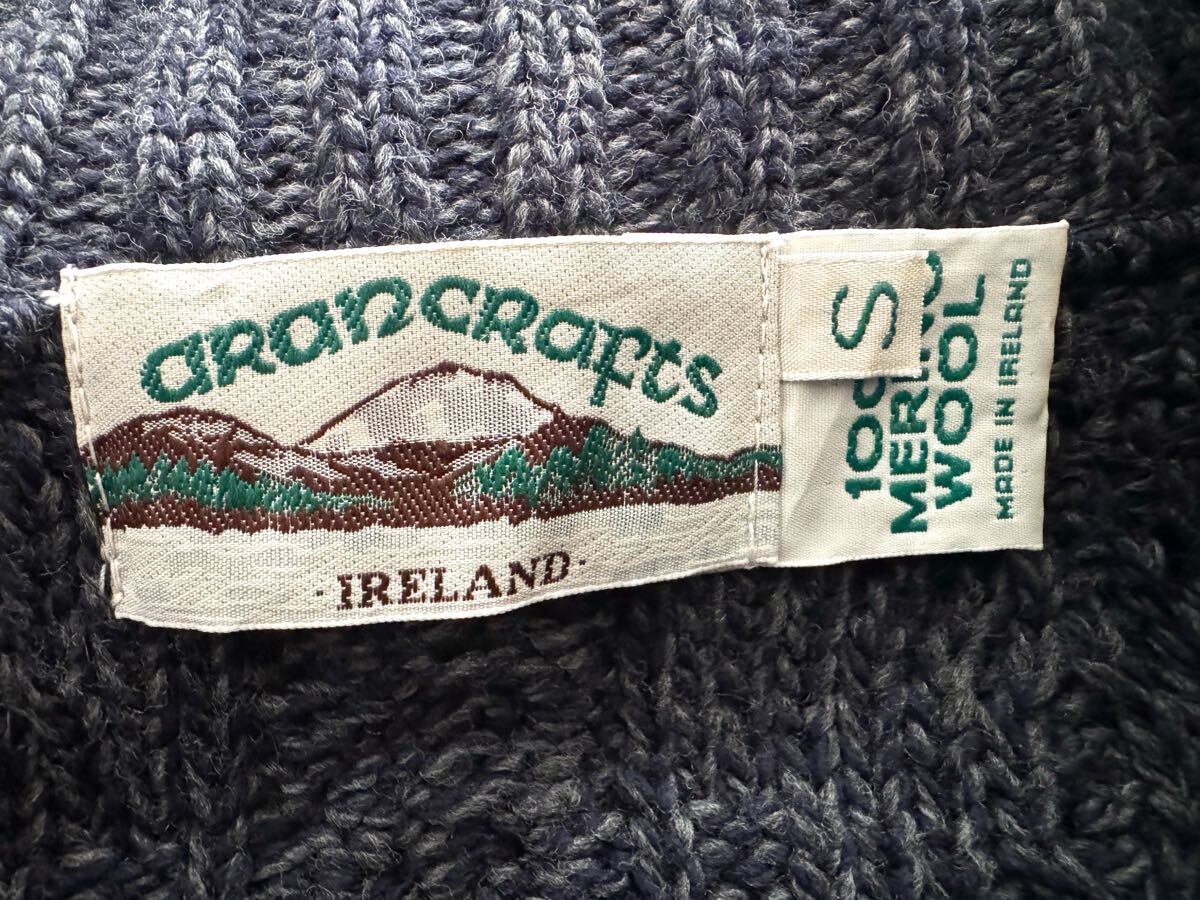 arancrafts
·IRELAND·
S
WOOL
MADE IN IRELAND